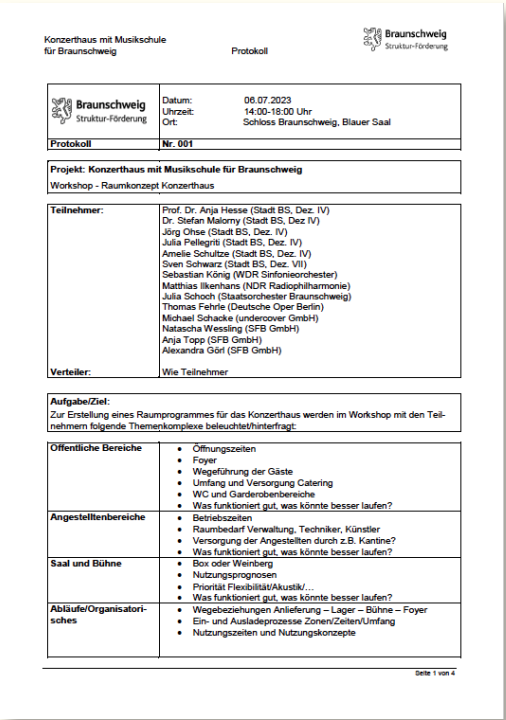 Konzerthaus mit Musikschule
für Braunschweig
Protokoll
Braunschweig
Struktur-Förderung
Braunschweig
Struktur-Förderung
Datum: 06.07.2023
Uhrzeit: 14:00-18:00 Uhr
Ort: Schloss Braunschweig, Blauer Saal
Protokoll Nr. 001
Projekt: Konzerthaus mit Musikschule für Braunschweig
Workshop - Raumkonzept Konzerthaus
Teilnehmer: Prof. Dr. Anja Hesse (Stadt BS, Dez. IV)
Dr. Stefan Malorny (Stadt BS, Dez IV)
Jörg Ohse (Stadt BS, Dez. IV)
Julia Pellegriti (Stadt BS, Dez. IV)
Amelie Schultze (Stadt BS, Dez. IV)
Sven Schwarz (Stadt BS, Dez. VII)
Sebastian König (WDR Sinfonieorchester)
Matthias Ilkenhans (NDR Radiophilharmonie)
Julia Schoch (Staatsorchester Braunschweig)
Thomas Fehrle (Deutsche Oper Berlin)
Michael Schacke (undercover GmbH)
Natascha Wessling (SFB GmbH)
Anja Topp (SFB GmbH)
Alexandra Görl (SFB GmbH)
Verteiler: Wie Teilnehmer
Aufgabe/Ziel:
Zur Erstellung eines Raumprogrammes für das Konzerthaus werden im Workshop mit den Teil-
nehmern folgende Themenkomplexe beleuchtet/hinterfragt:
Öffentliche Bereiche • Öffnungszeiten
• Foyer
• Wegeführung der Gäste
• Umfang und Versorgung Catering
• WC und Garderobenbereiche
• Was funktioniert gut, was könnte besser laufen?
Angestelltenbereiche • Betriebszeiten
• Raumbedarf Verwaltung, Techniker, Künstler
• Versorgung der Angestellten durch z.B. Kantine?
• Was funktioniert gut, was könnte besser laufen?
Saal und Bühne • Box oder Weinberg
• Nutzungsprognosen
• Priorität Flexibilität/Akustik/…
• Was funktioniert gut, was könnte besser laufen?
Abläufe/Organisatori- • Wegebeziehungen Anlieferung – Lager – Bühne – Foyer
sches • Ein- und Ausladeprozesse Zonen/Zeiten/Umfang
• Nutzungszeiten und Nutzungskonzepte
Seite 1 von 4